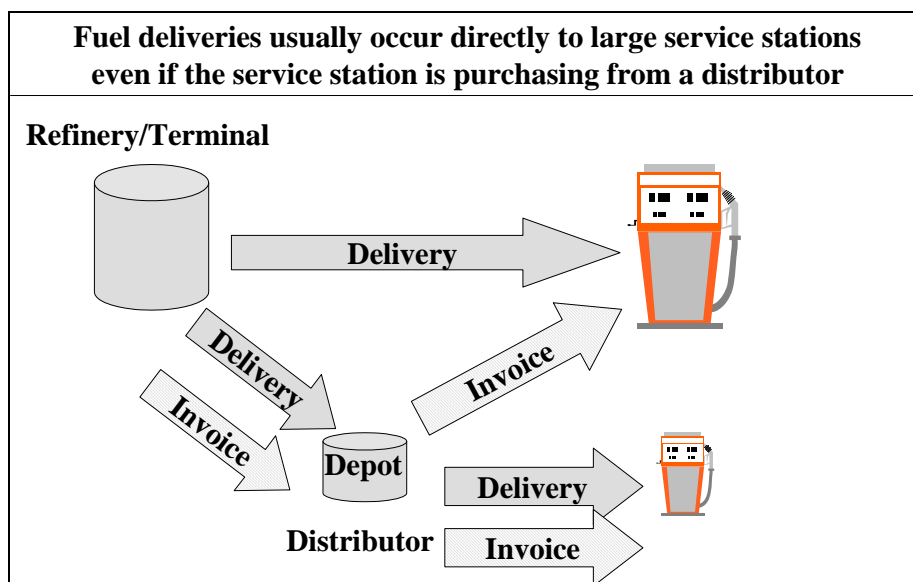 Fuel deliveries usually occur directly to large service stations
even if the service station is purchasing from a distributor
Refinery/Terminal
Delivery
Delivery
Invoice
Invoice
Depot
Delivery
Distributor
Invoice